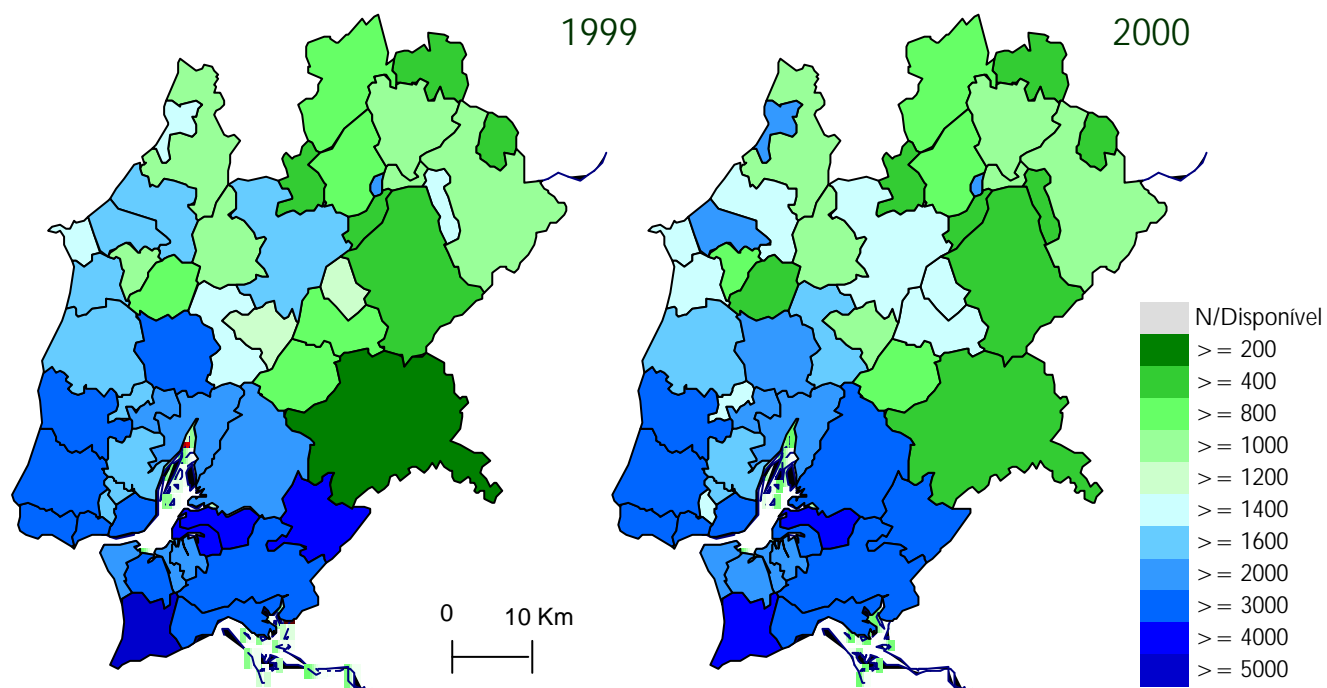 1999
2000
N/Disponível
> = 200
> = 400
> = 800
> = 1000
> = 1200
> = 1400
> = 1600
> = 2000
> = 3000
> = 4000
> = 5000
0 10 Km